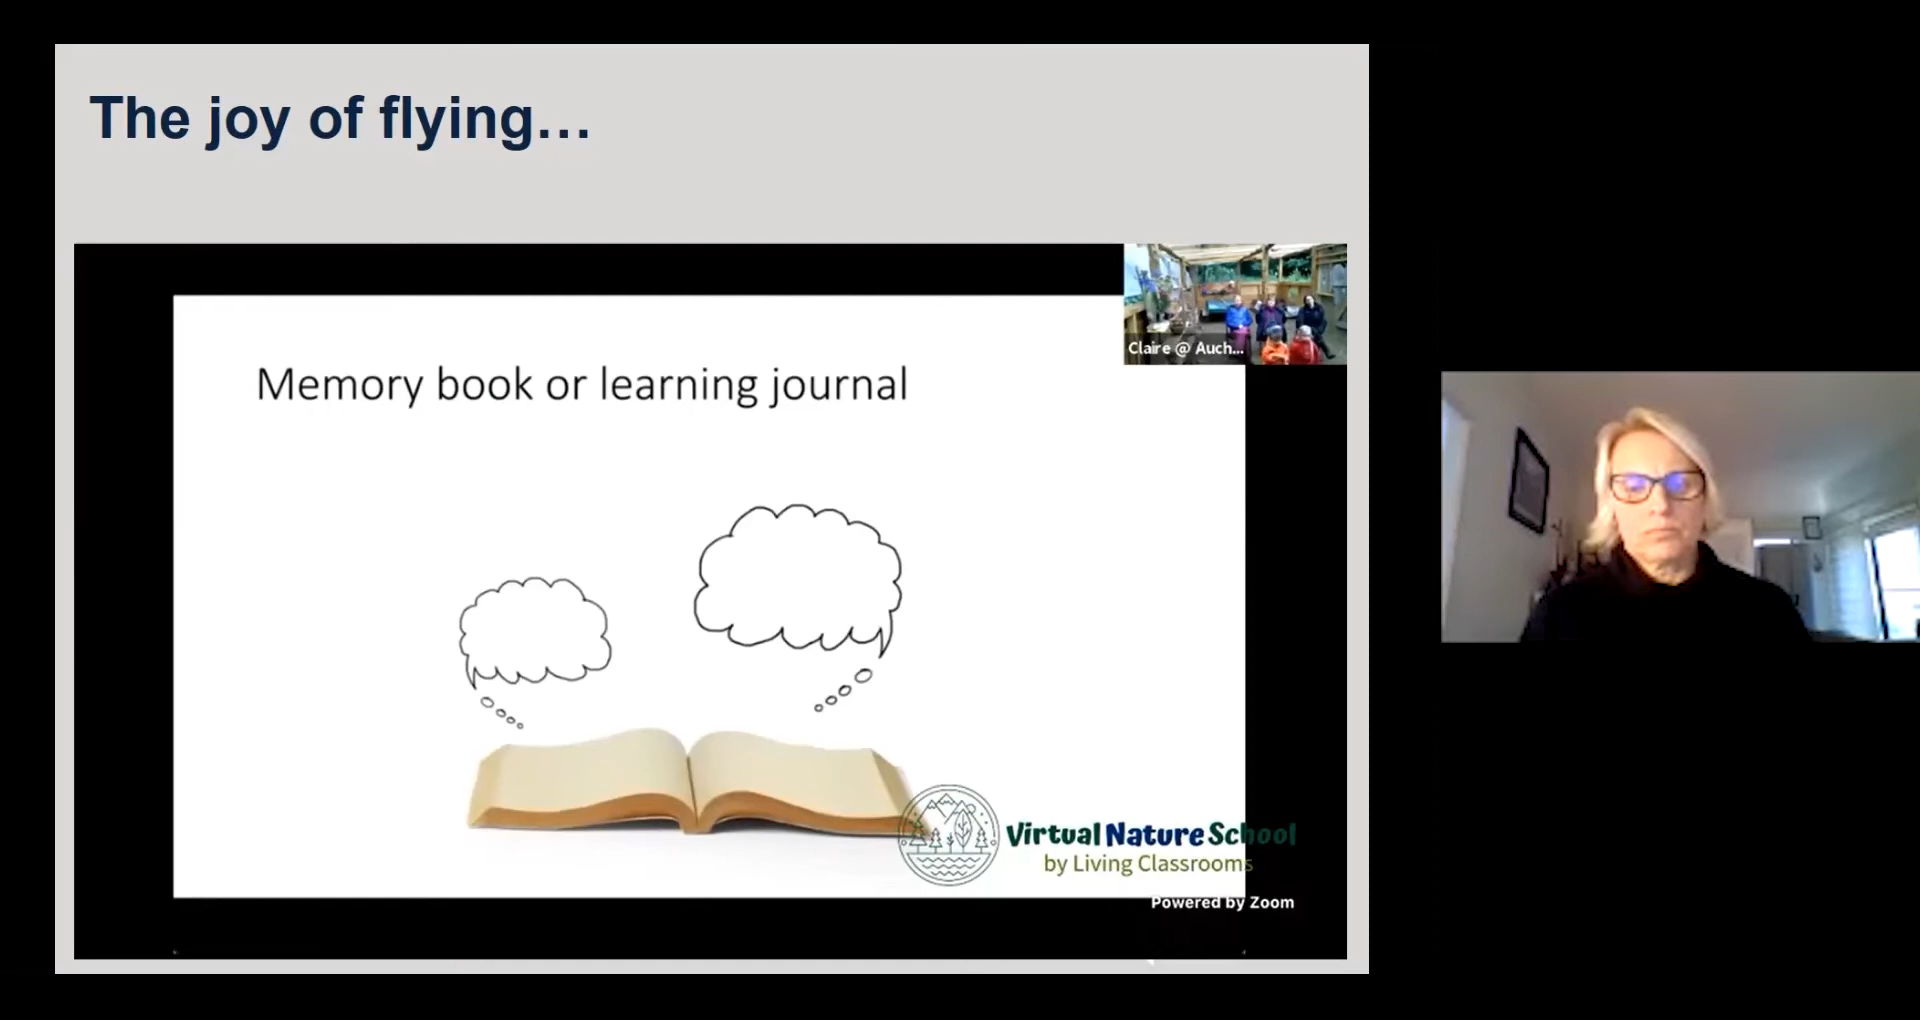 The joy of flying...
Claire @ Auch...
Memory book or learning journal
Virtual Nature School
by Living Classrooms
Powered by Zoom